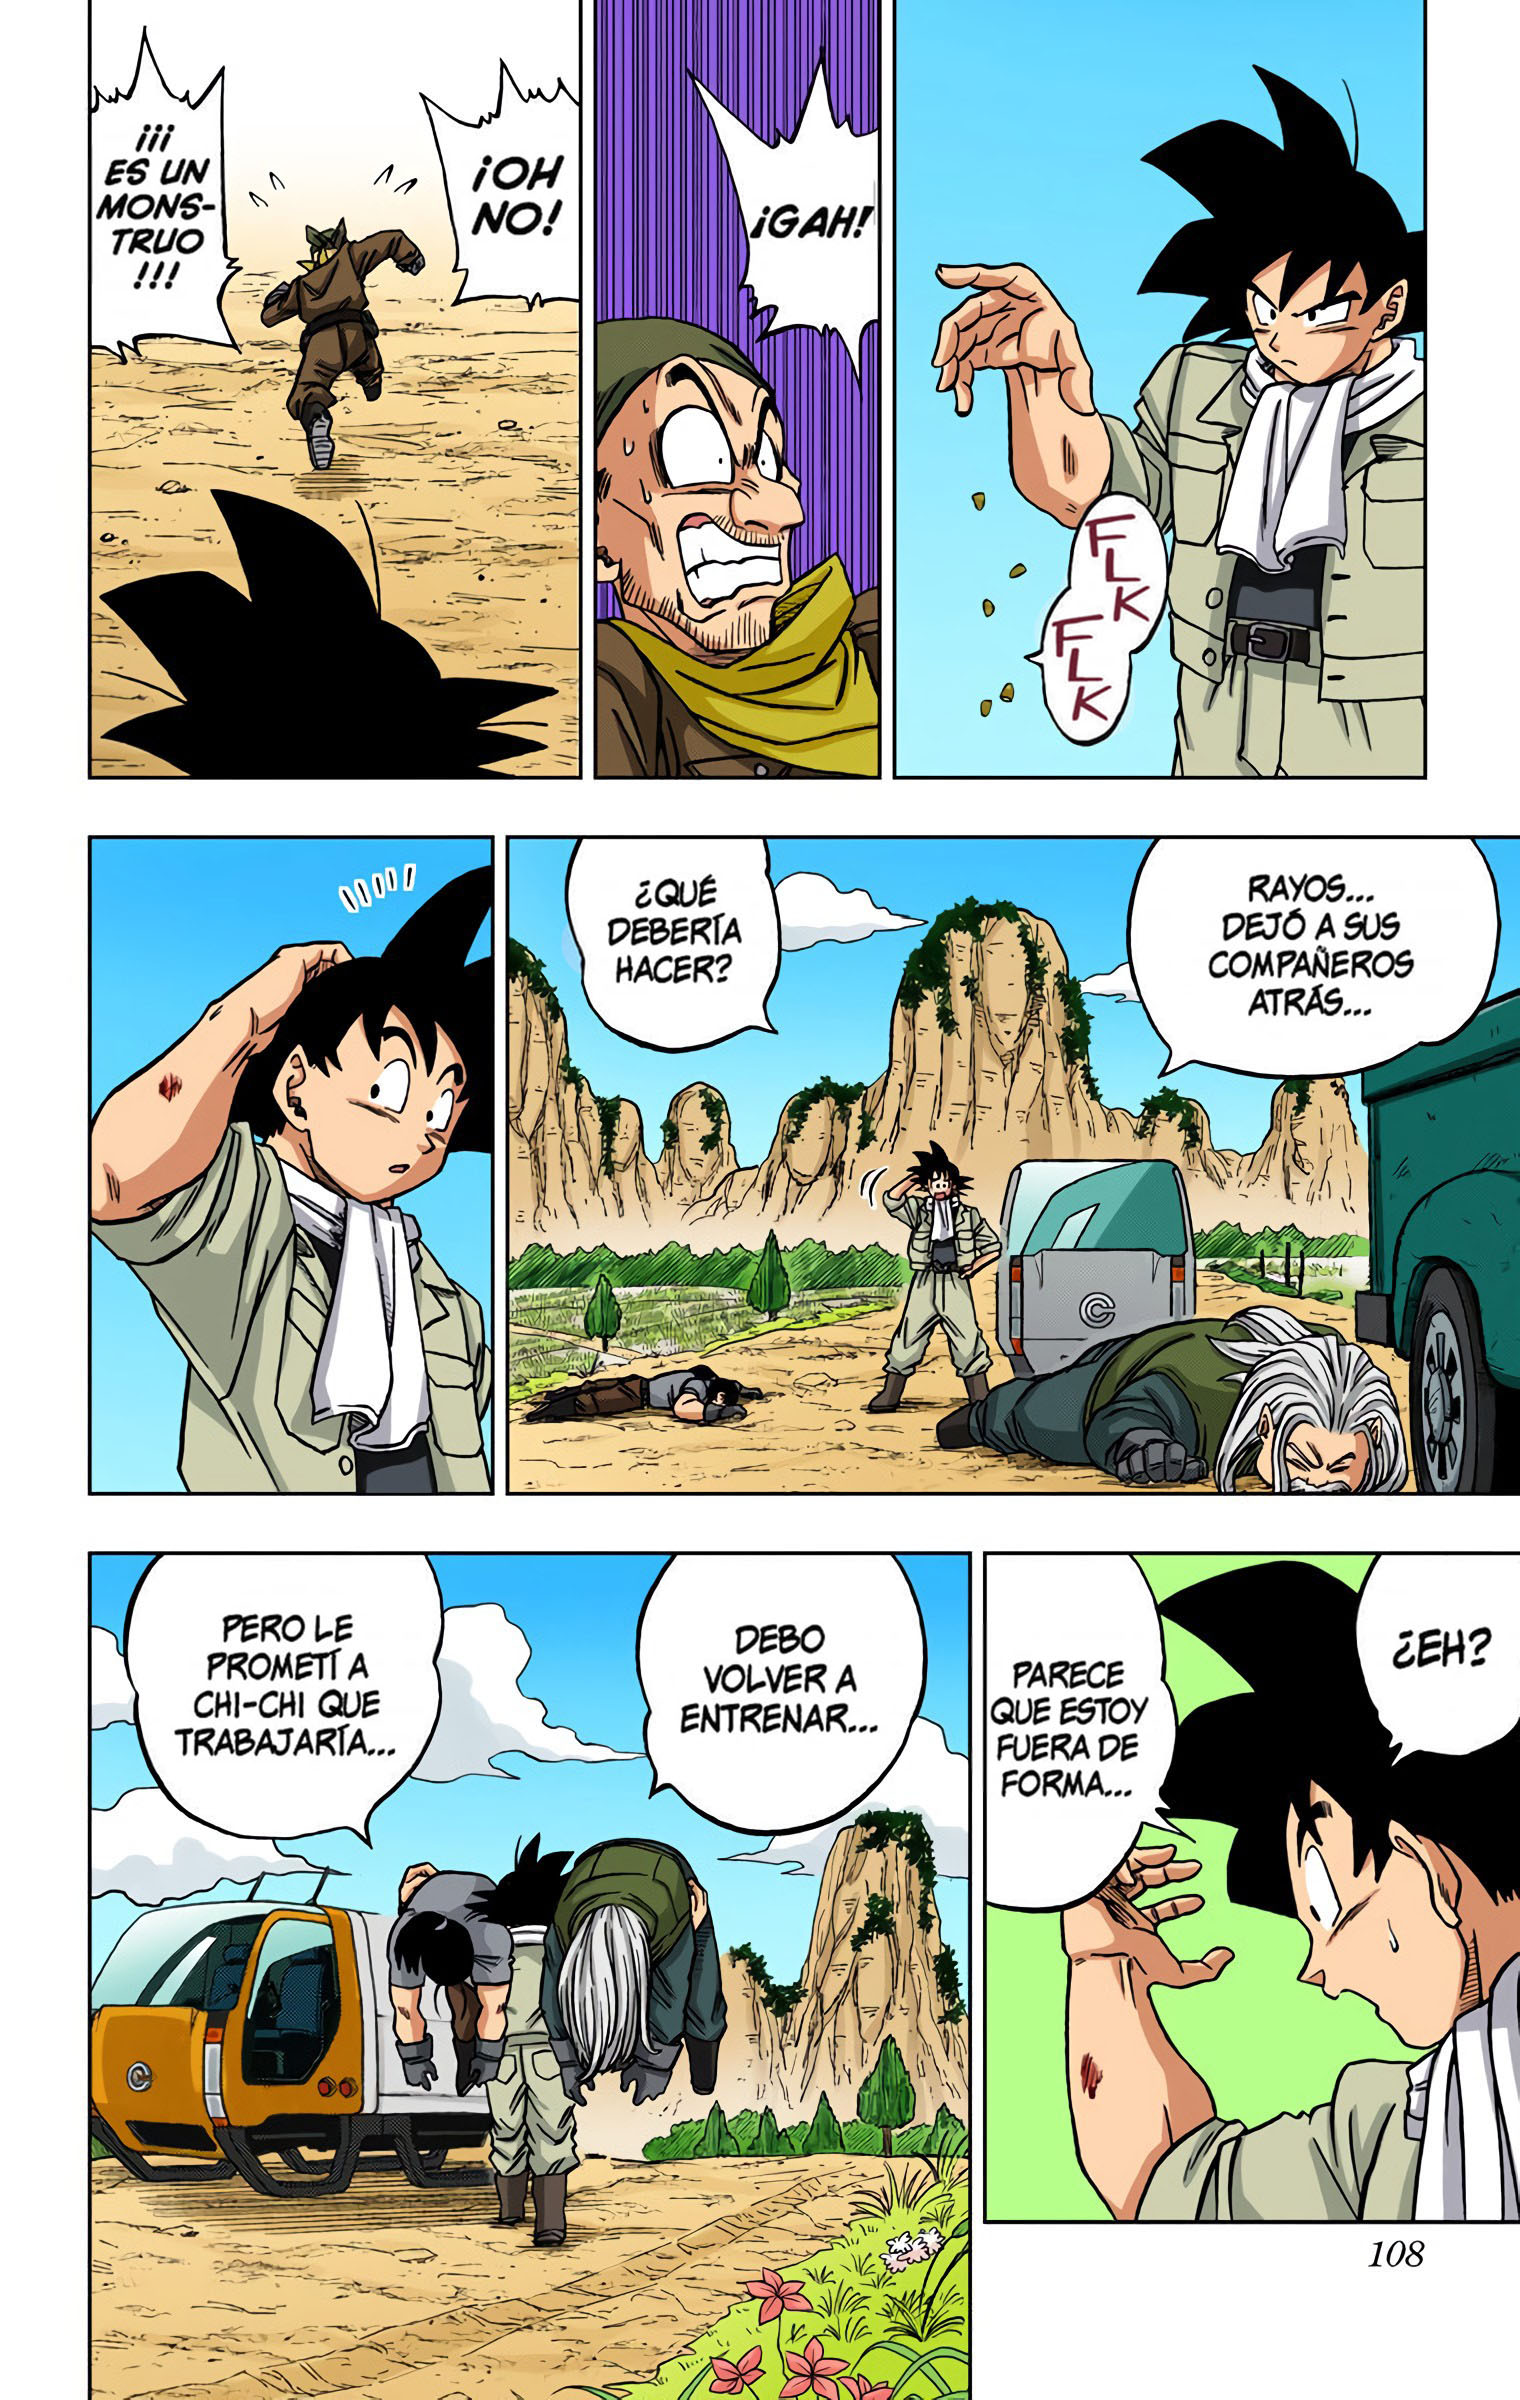 FLK
FLK
¡GAH!
¡OH
NO!
¡¡¡
ES UN
MONS-
TRUO
!!!
RAYOS...
DEJÓ A SUS
COMPAÑEROS
ATRÁS...
¿QUÉ
DEBERÍA
HACER?
¿EH?
PARECE
QUE ESTOY
FUERA DE
FORMA...
DEBO
VOLVER A
ENTRENAR...
PERO LE
PROMETÍ A
CHI-CHI QUE
TRABAJARÍA...
108